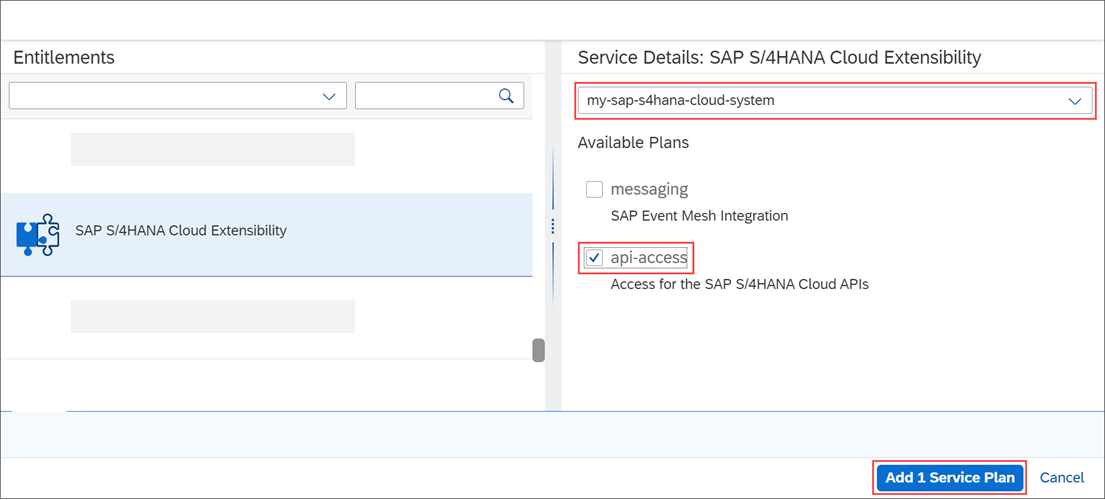 Entitlements
Service Details: SAP S/4HANA Cloud Extensibility
my-sap-s4hana-cloud-system
Available Plans
messaging
SAP Event Mesh Integration
SAP S/4HANA Cloud Extensibility
api-access
Access for the SAP S/4HANA Cloud APIs
Add 1 Service Plan
Cancel